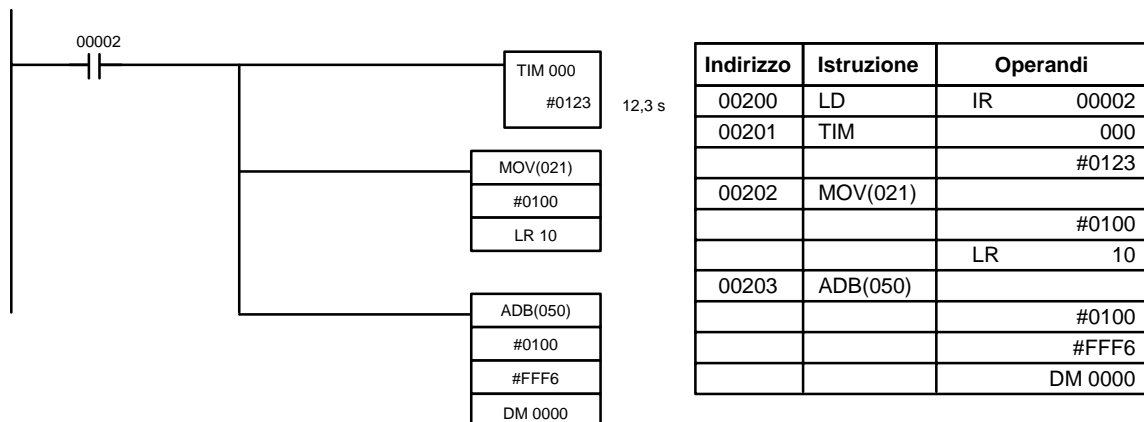 00002
TIM 000
#0123
12,3 s
MOV(021)
#0100
LR 10
ADB(050)
#0100
#FFF6
DM 0000
Indirizzo Istruzione Operandi
00200 LD IR 00002
00201 TIM 000
#0123
00202 MOV(021)
#0100
LR 10
00203 ADB(050)
#0100
#FFF6
DM 0000